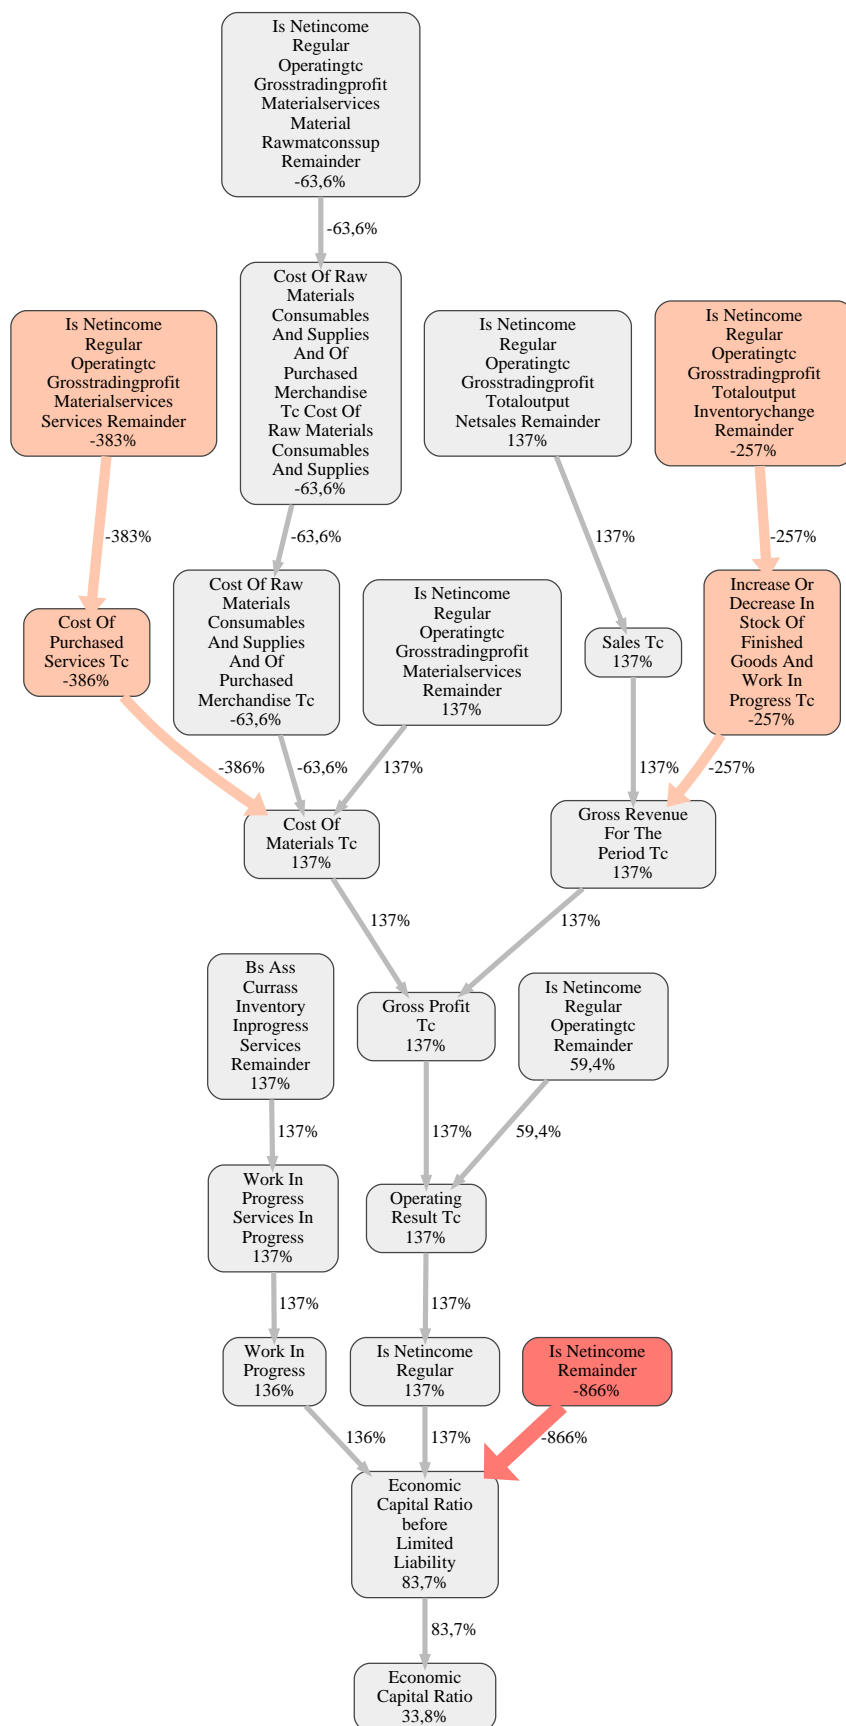 Is Netincome
Regular
Operatingtc
Grosstradingprofit
Materialservices
Material
Rawmatconssup
Remainder
-63,6%
-63,6%
Cost Of Raw
Materials
Consumables
And Supplies
And Of
Purchased
Merchandise
Tc Cost Of
Raw Materials
Consumables
And Supplies
-63,6%
Is Netincome
Regular
Operatingtc
Grosstradingprofit
Materialservices
Services Remainder
-383%
Is Netincome
Regular
Operatingtc
Grosstradingprofit
Totaloutput
Netsales Remainder
137%
Is Netincome
Regular
Operatingtc
Grosstradingprofit
Totaloutput
Inventorychange
Remainder
-257%
-383%
-63,6%
137%
-257%
Cost Of
Purchased
Services Tc
-386%
Cost Of Raw
Materials
Consumables
And Supplies
And Of
Purchased
Merchandise Tc
-63,6%
Is Netincome
Regular
Operatingtc
Grosstradingprofit
Materialservices
Remainder
137%
Sales Tc
137%
Increase Or
Decrease In
Stock Of
Finished
Goods And
Work In
Progress Tc
-257%
-386%
-63,6%
137%
137%
-257%
Cost Of
Materials Tc
137%
Gross Revenue
For The
Period Tc
137%
137%
137%
Bs Ass
Currass
Inventory
Inprogress
Services
Remainder
137%
Gross Profit
Tc
137%
Is Netincome
Regular
Operatingtc
Remainder
59,4%
137%
137%
59,4%
Work In
Progress
Services In
Progress
137%
Operating
Result Tc
137%
137%
137%
Work In
Progress
136%
Is Netincome
Regular
137%
Is Netincome
Remainder
-866%
136%
137%
-866%
Economic
Capital Ratio
before
Limited
Liability
83,7%
83,7%
Economic
Capital Ratio
33,8%